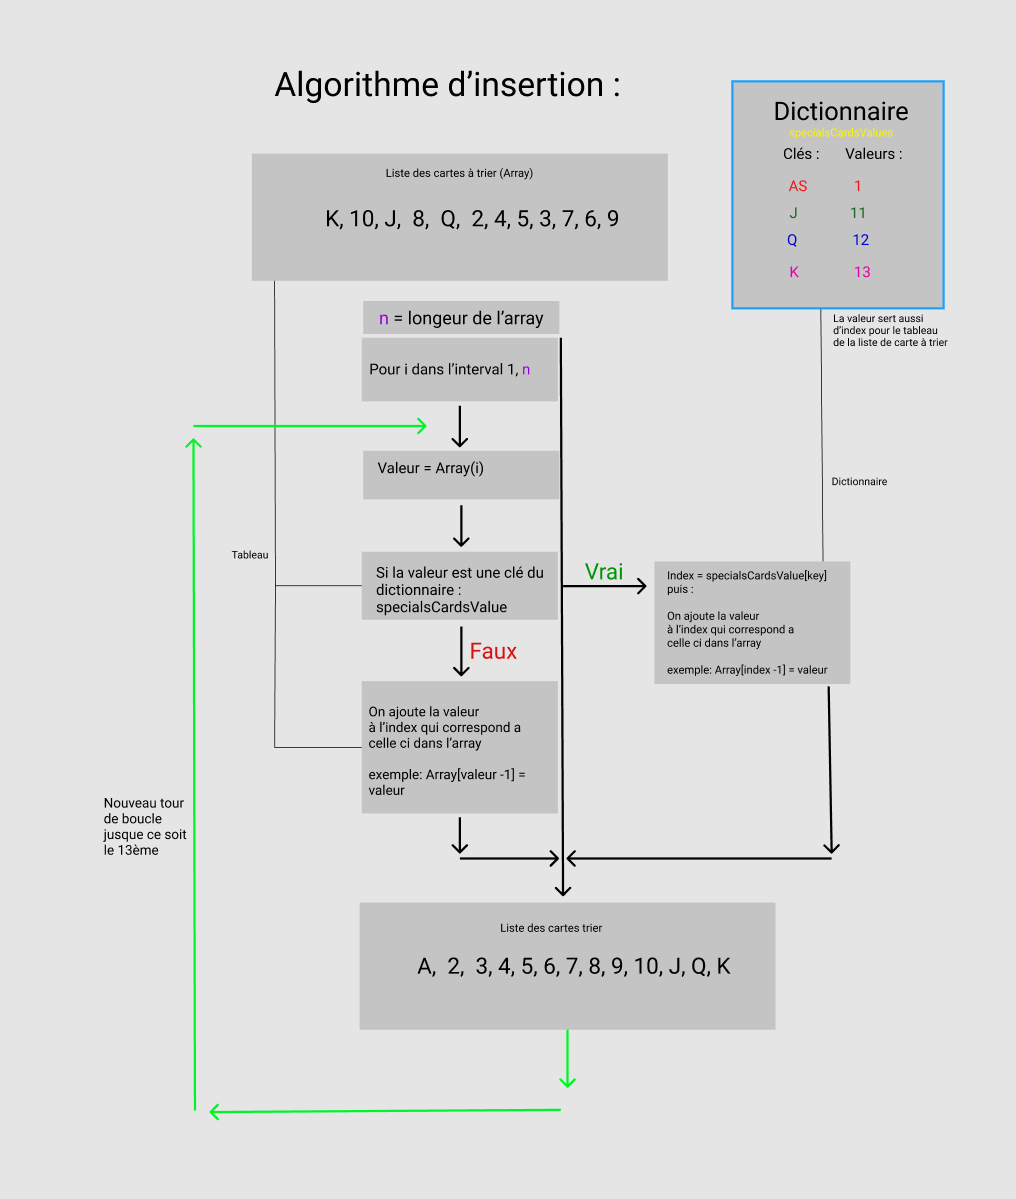 Algorithme d'insertion :
Dictionnaire
specialsCardsValues
Clés : Valeurs :
AS 1
J 11
Q 12
K 13
La valeur sert aussi
d'index pour le tableau
de la liste de carte à trier
Dictionnaire
Liste des cartes à trier (Array)
K, 10, J, 8, Q, 2, 4, 5, 3, 7, 6, 9
n = longeur de l'array
Pour i dans l'interval 1, n
Valeur = Array(i)
Tableau
Si la valeur est une clé du
dictionnaire :
specialsCardsValue
Vrai
Index = specialsCardsValue[key]
puis :
On ajoute la valeur
à l'index qui correspond a
celle ci dans l'array
exemple: Array[index -1] = valeur
Faux
On ajoute la valeur
à l'index qui correspond a
celle ci dans l'array
exemple: Array[valeur -1] =
valeur
Nouveau tour
de boucle
jusque ce soit
le 13ème
Liste des cartes trier
A, 2, 3, 4, 5, 6, 7, 8, 9, 10, J, Q, K